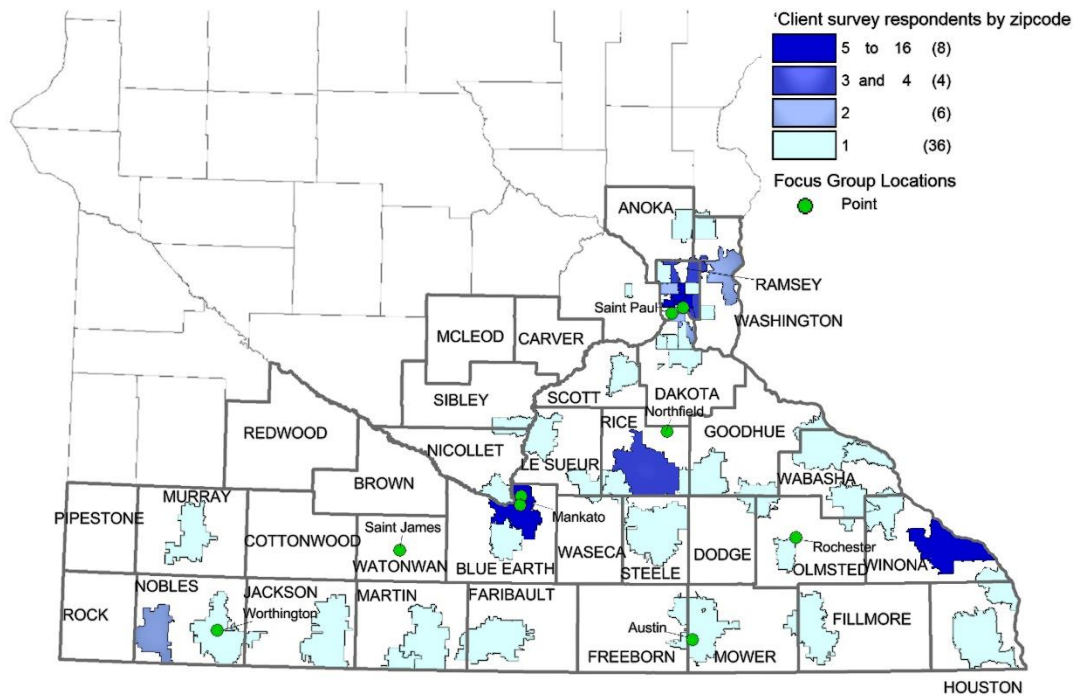 'Client survey respondents by zipcode
5 to 16 (8)
3 and 4 (4)
2 (6)
1 (36)
Focus Group Locations
Point
ANOKA
RAMSEY
Saint Paul
WASHINGTON
MCLEOD
CARVER
SCOTT
DAKOTA
SIBLEY
Northfield
REDWOOD
RICE
GOODHUE
NICOLLET
LE SUEUR
WABASHA
BROWN
MURRAY
PIPESTONE
Mankato
Saint James
COTTONWOOD
WATONWAN
BLUE EARTH
WASECA
STEELE
DODGE
Rochester
OLMSTED
WINONA
NOBLES
JACKSON
MARTIN
FARIBAULT
ROCK
Worthington
Austin
FREEBORN
MOWER
FILLMORE
HOUSTON